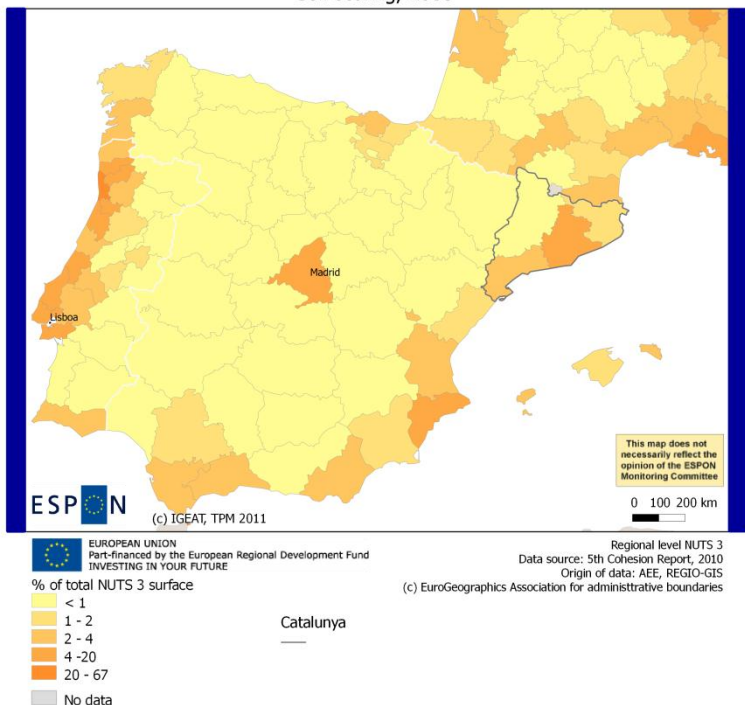 Madrid
Lisboa
This map does not
necessarily reflect the
opinion of the ESPON
Monitoring Committee
ESPON
(c) IGEAT, TPM 2011
0 100 200 km
EUROPEAN UNION
Part-financed by the European Regional Development Fund
INVESTING IN YOUR FUTURE
Regional level NUTS 3
Data source: 5th Cohesion Report, 2010
Origin of data: AEE, REGIO-GIS
(c) EuroGeographics Association for administrative boundaries
% of total NUTS 3 surface
< 1
1 - 2
2 - 4
4 -20
20 - 67
No data
Catalunya